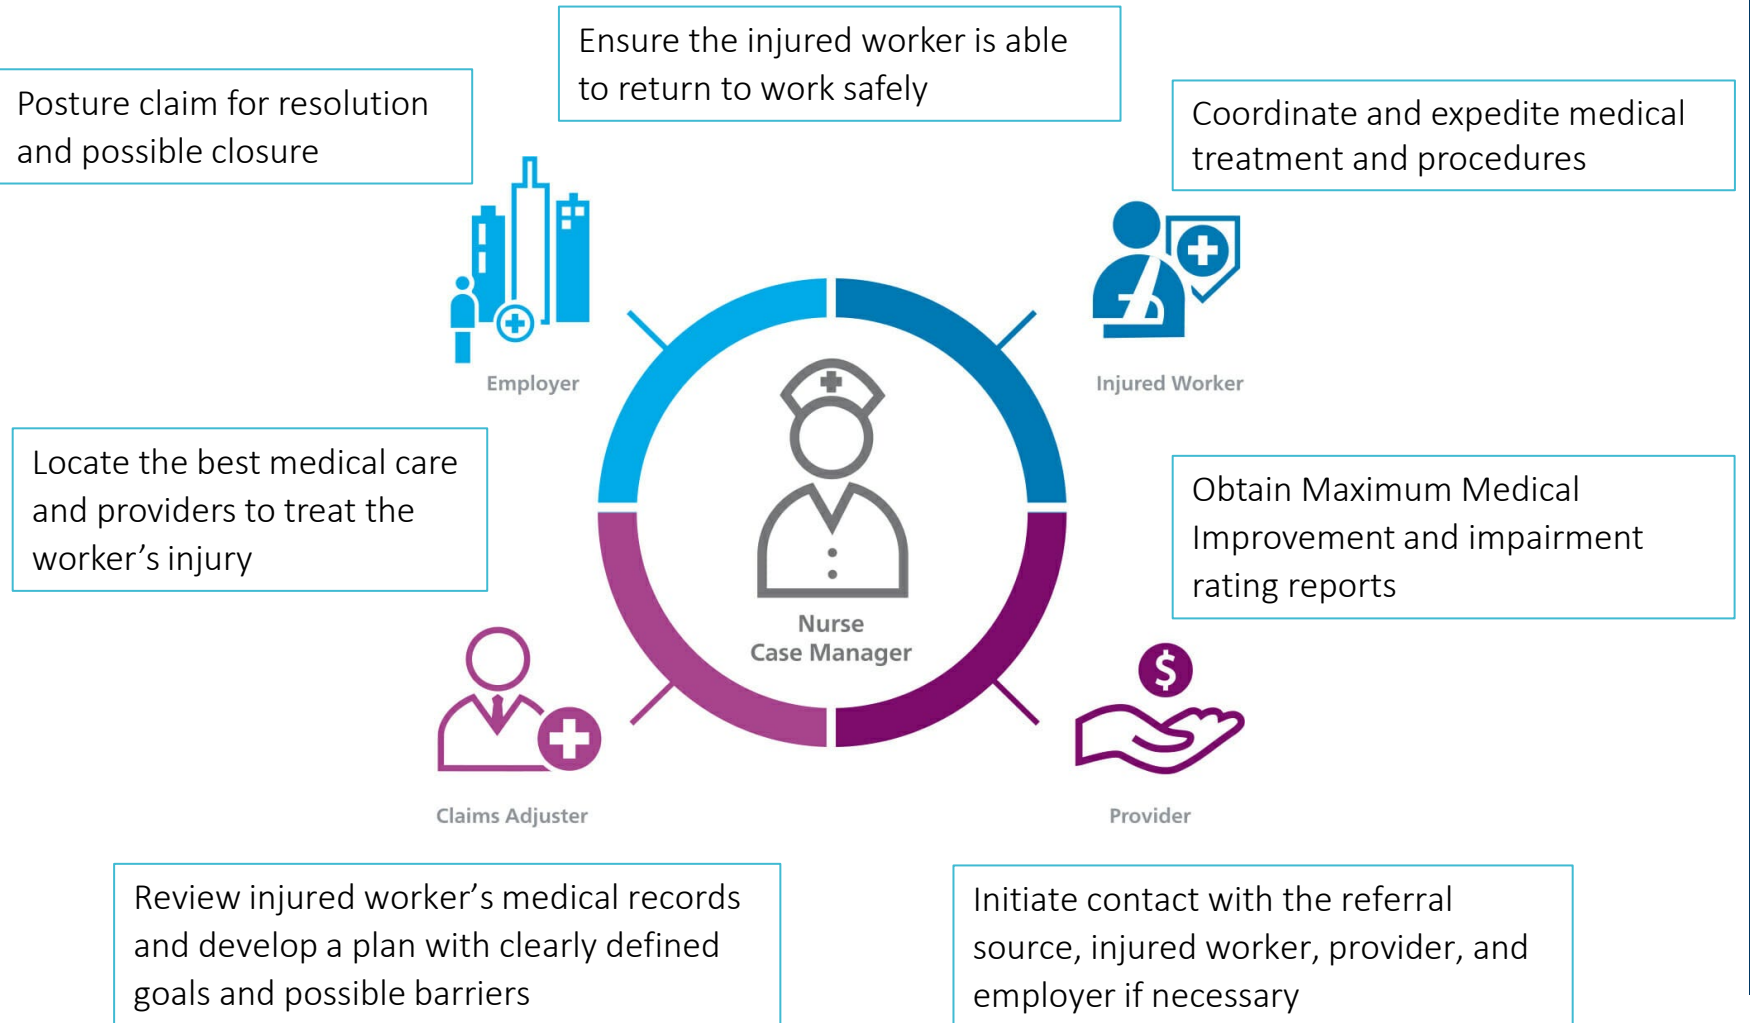 Ensure the injured worker is able
to return to work safely
Posture claim for resolution
and possible closure
Coordinate and expedite medical
treatment and procedures
Employer
Injured Worker
Locate the best medical care
and providers to treat the
worker’s injury
Nurse
Case Manager
Obtain Maximum Medical
Improvement and impairment
rating reports
$
Claims Adjuster
Provider
Review injured worker’s medical records
and develop a plan with clearly defined
goals and possible barriers
Initiate contact with the referral
source, injured worker, provider, and
employer if necessary